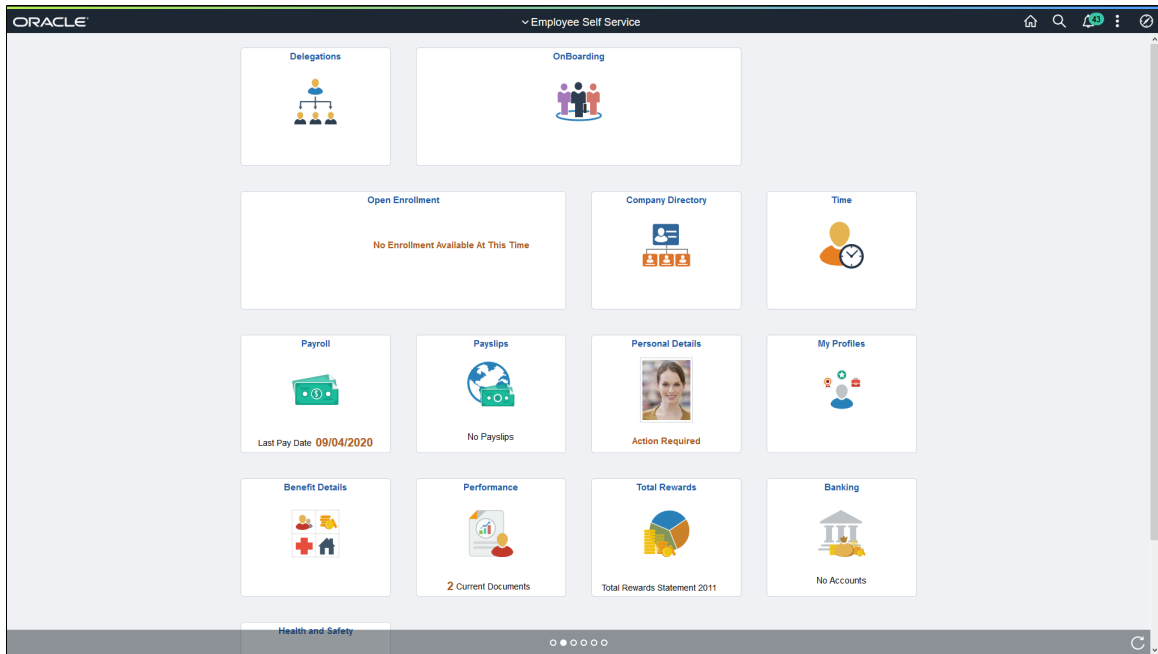 ORACLE
Employee Self Service
43
Delegations
OnBoarding
Open Enrollment
No Enrollment Available At This Time
Company Directory
Time
Payroll
Last Pay Date 09/04/2020
Payslips
No Payslips
Personal Details
Action Required
My Profiles
Benefit Details
Performance
2 Current Documents
Total Rewards
Total Rewards Statement 2011
Banking
No Accounts
Health and Safety